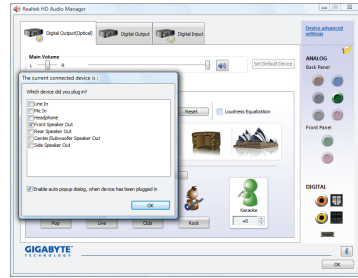 Realtek HD Audio Manager
Digital Output(Optical)
Digital Output
Digital Input
Device advanced settings
Main Volume
L
R
Set Default Device
ANALOG
Back Panel
The current connected device is :
Which device did you plug in?
Line In
Mic In
Headphone
Front Speaker Out
Rear Speaker Out
Center/Subwoofer Speaker Out
Side Speaker Out
Enable auto popup dialog, when device has been plugged in
OK
Reset
Loudness Equalization
Front Panel
Karaoke
+0
Pop
Live
Club
Rock
DIGITAL
GIGABYTE
TECHNOLOGY
OK